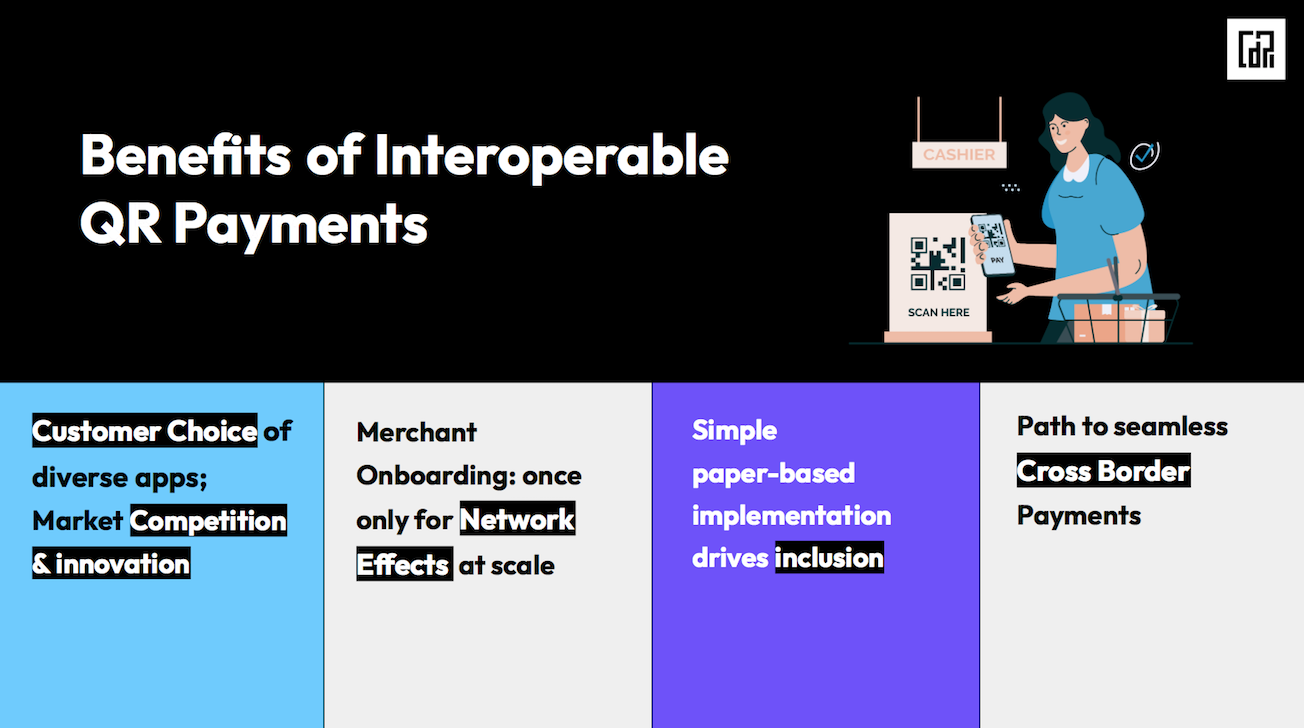 Benefits of Interoperable
QR Payments
CASHIER
PAY
SCAN HERE
Customer Choice of
diverse apps;
Market Competition
& innovation
Merchant
Onboarding: once
only for Network
Effects at scale
Simple
paper-based
implementation
drives inclusion
Path to seamless
Cross Border
Payments